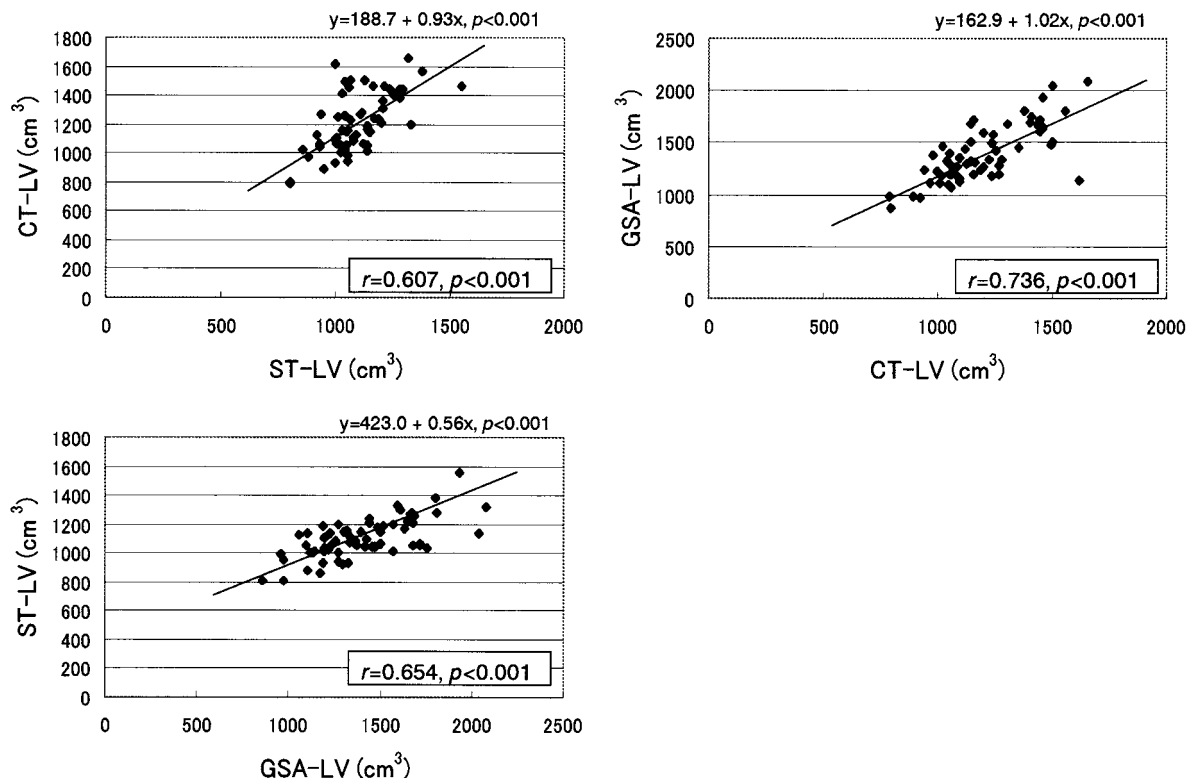 y=188.7 + 0.93x, p<0.001
1800
1600
1400
1200
1000
800
600
400
200
0
CT-LV (cm³)
r=0.607, p<0.001
0 500 1000 1500 2000
ST-LV (cm³)
y=162.9 + 1.02x, p<0.001
2500
2000
1500
1000
500
0
GSA-LV (cm³)
r=0.736, p<0.001
0 500 1000 1500 2000
CT-LV (cm³)
y=423.0 + 0.56x, p<0.001
1800
1600
1400
1200
1000
800
600
400
200
0
ST-LV (cm³)
r=0.654, p<0.001
0 500 1000 1500 2000 2500
GSA-LV (cm³)